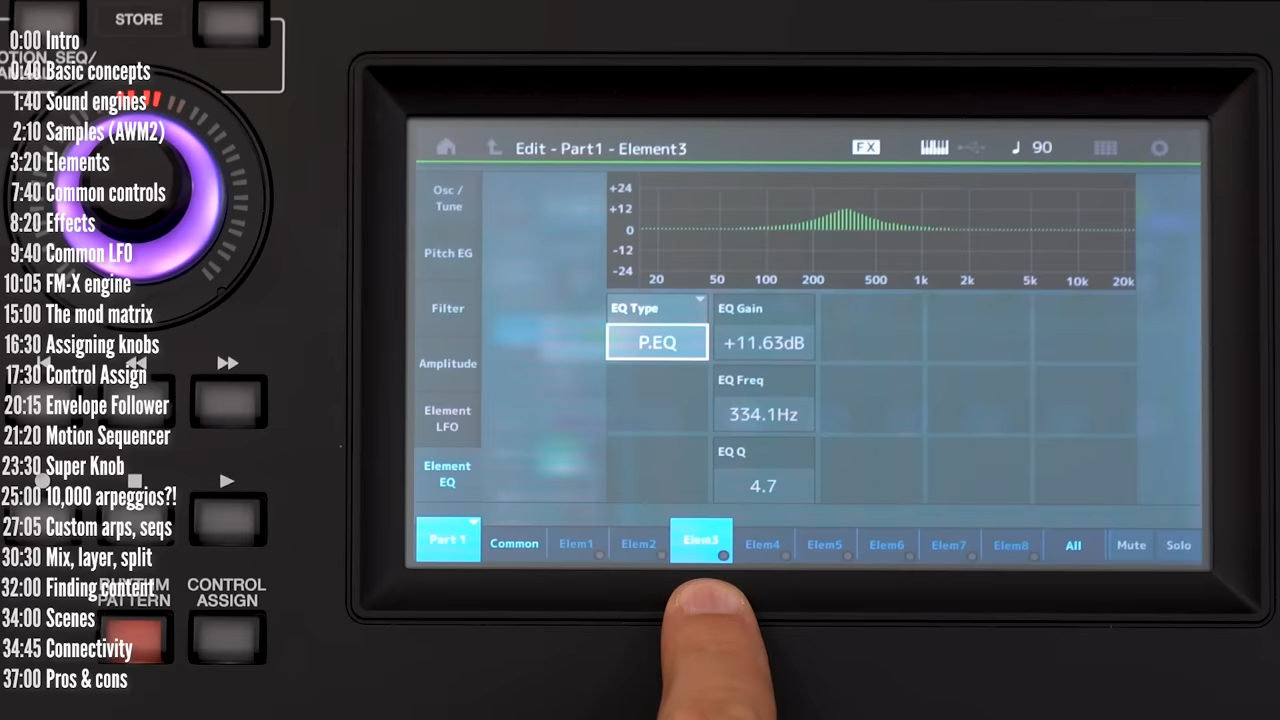 STORE
0:00 Intro
0:40 Basic concepts
1:40 Sound engines
2:10 Samples (AWM2)
3:20 Elements
7:40 Common controls
8:20 Effects
9:40 Common LFO
10:05 FM-X engine
15:00 The mod matrix
16:30 Assigning knobs
17:30 Control Assign
20:15 Envelope Follower
21:20 Motion Sequencer
23:30 Super Knob
25:00 10,000 arpeggios?!
27:05 Custom arps, seqs
30:30 Mix, layer, split
32:00 Finding content
34:00 Scenes
34:45 Connectivity
37:00 Pros & cons
SEQ/
RHYTHM
PATTERN
CONTROL
ASSIGN
Edit - Part1 - Element3
FX
90
Osc /
Tune
Pitch EG
Filter
Amplitude
Element
LFO
Element
EQ
+24
+12
0
-12
-24
20 50 100 200 500 1k 2k 5k 10k 20k
EQ Type
P.EQ
EQ Gain
+11.63dB
EQ Freq
334.1Hz
EQ Q
4.7
Part 1 Common Elem1 Elem2 Elem3 Elem4 Elem5 Elem6 Elem7 Elem8 All Mute Solo